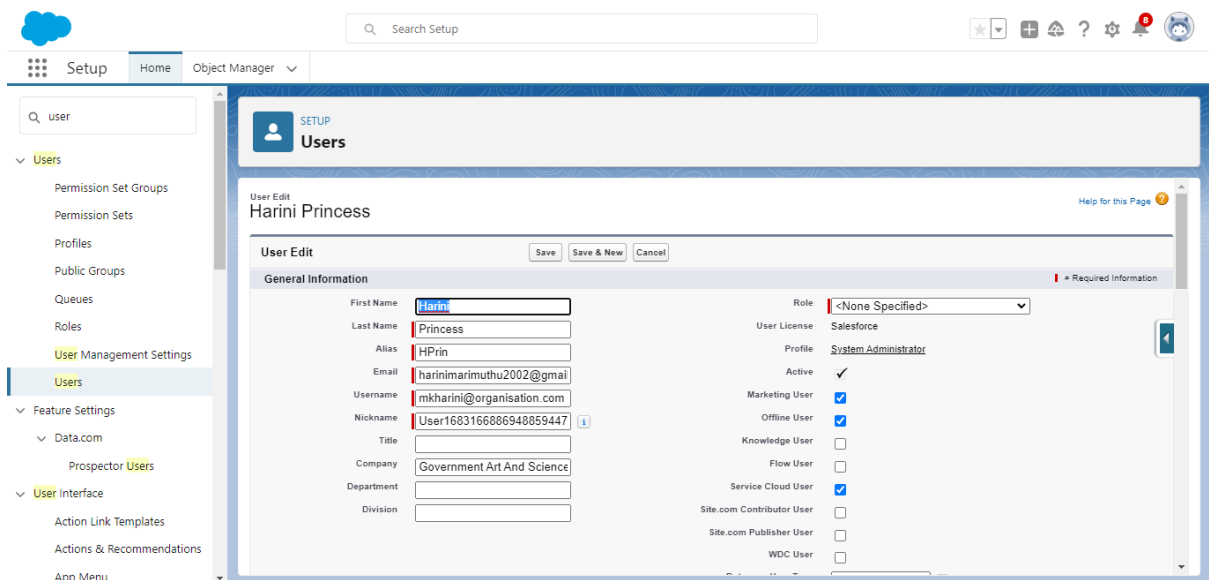 Search Setup
8
Setup
Home
Object Manager
user
Users
Permission Set Groups
Permission Sets
Profiles
Public Groups
Queues
Roles
User Management Settings
Users
Feature Settings
Data.com
Prospector Users
User Interface
Action Link Templates
Actions & Recommendations
App Menu
SETUP
Users
User Edit
Harini Princess
Help for this Page
User Edit
Save
Save & New
Cancel
General Information
= Required Information
First Name Harini
Last Name Princess
Alias HPrin
Email harinimarimuthu2002@gmai
Username mkharini@organisation.com
Nickname User1683166886948859447
Title
Company Government Art And Science
Department
Division
Role <None Specified>
User License Salesforce
Profile System Administrator
Active
Marketing User
Offline User
Knowledge User
Flow User
Service Cloud User
Site.com Contributor User
Site.com Publisher User
WDC User